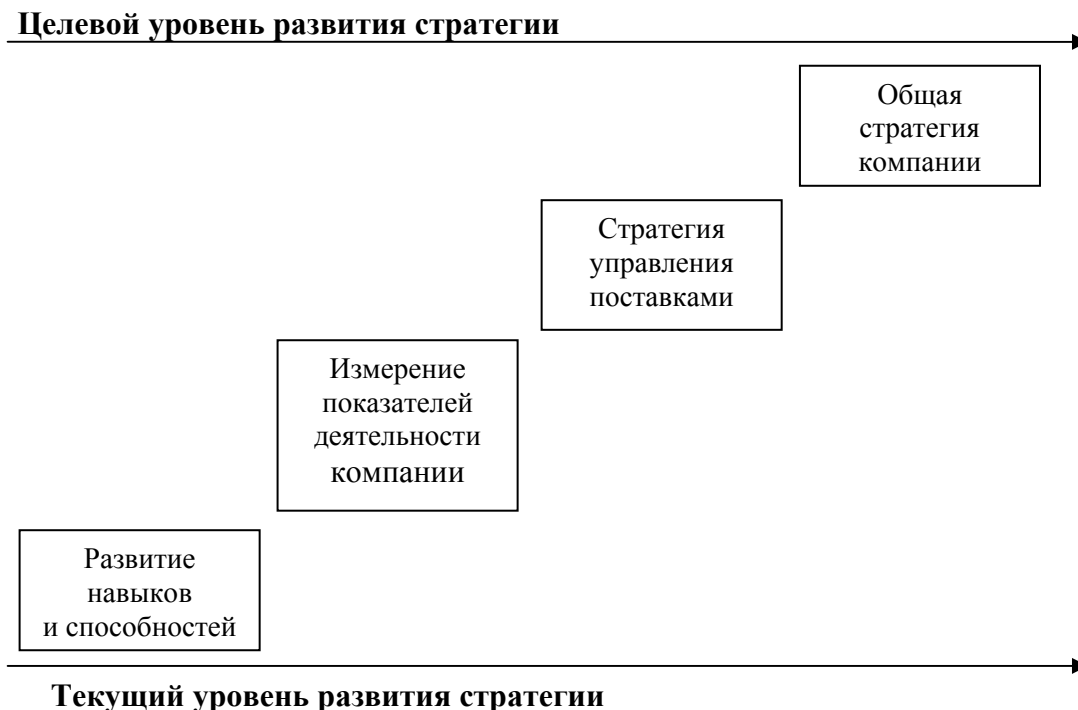 Целевой уровень развития стратегии
Общая
стратегия
компании
Стратегия
управления
поставками
Измерение
показателей
деятельности
компании
Развитие
навыков
и способностей
Текущий уровень развития стратегии